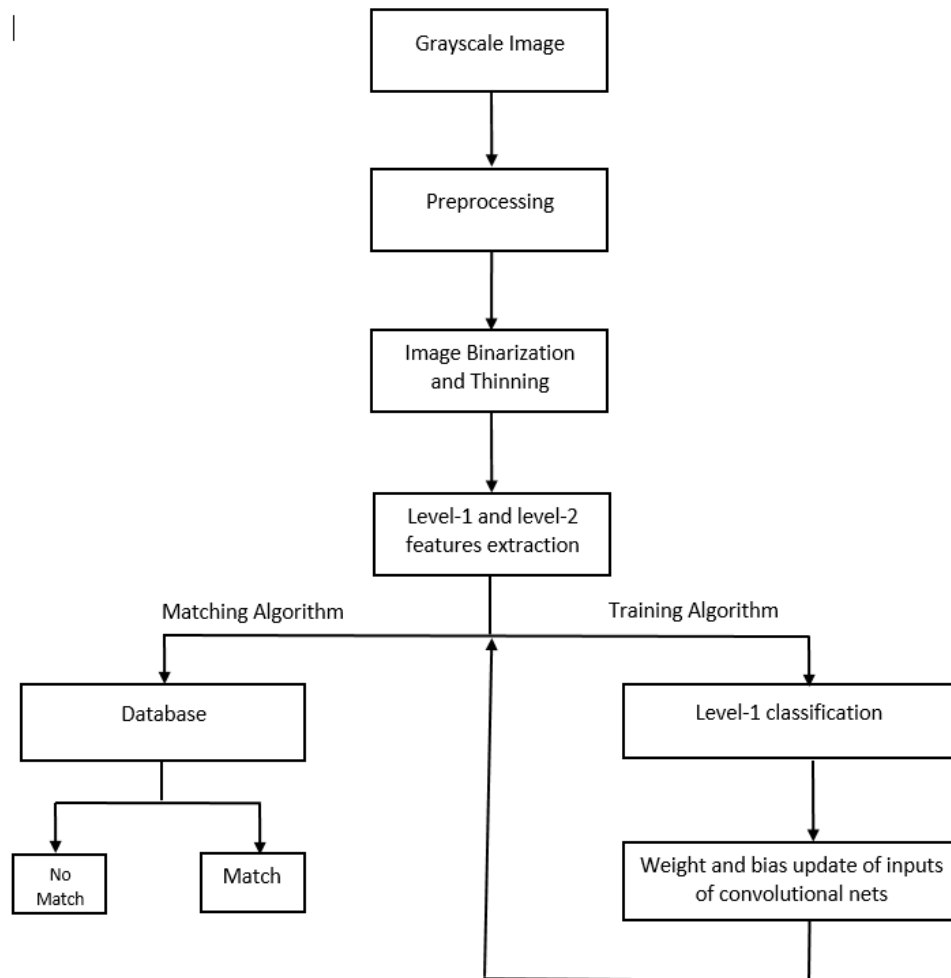 Grayscale Image
Preprocessing
Image Binarization
and Thinning
Level-1 and level-2
features extraction
Matching Algorithm
Training Algorithm
Database
Level-1 classification
No
Match
Match
Weight and bias update of inputs
of convolutional nets